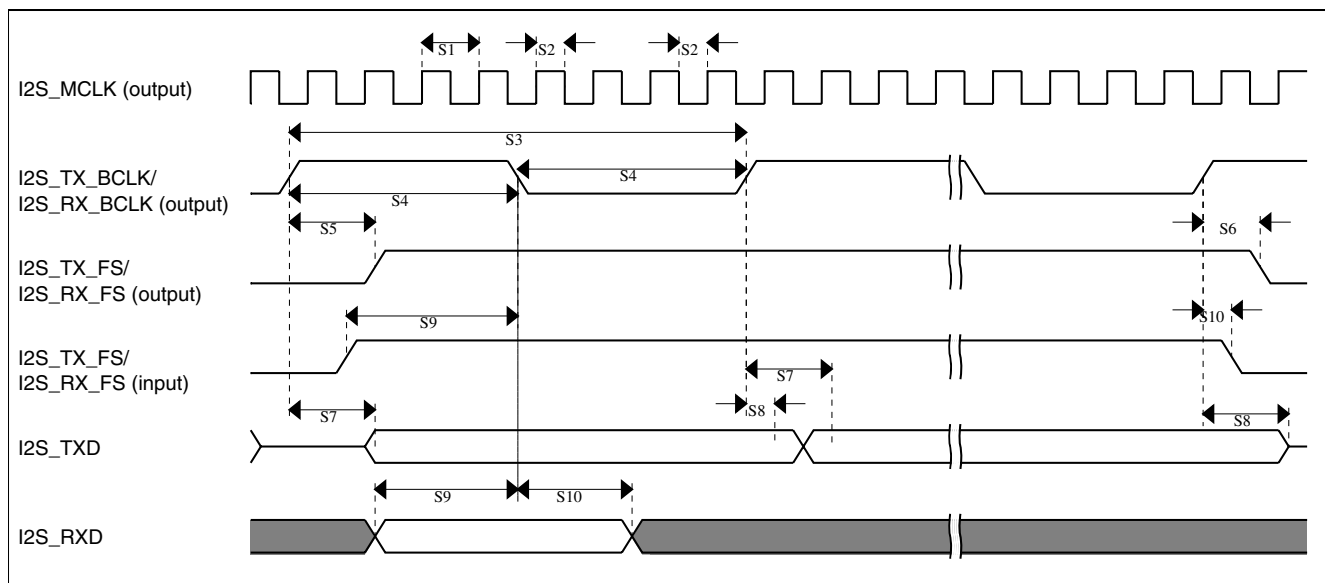 S1 S2 S2
I2S_MCLK (output)
S3
I2S_TX_BCLK/
I2S_RX_BCLK (output)
S4
S4
S5
S6
I2S_TX_FS/
I2S_RX_FS (output)
S9
S10
I2S_TX_FS/
I2S_RX_FS (input)
S7
S7
S8
S8
I2S_TXD
S9
S10
I2S_RXD